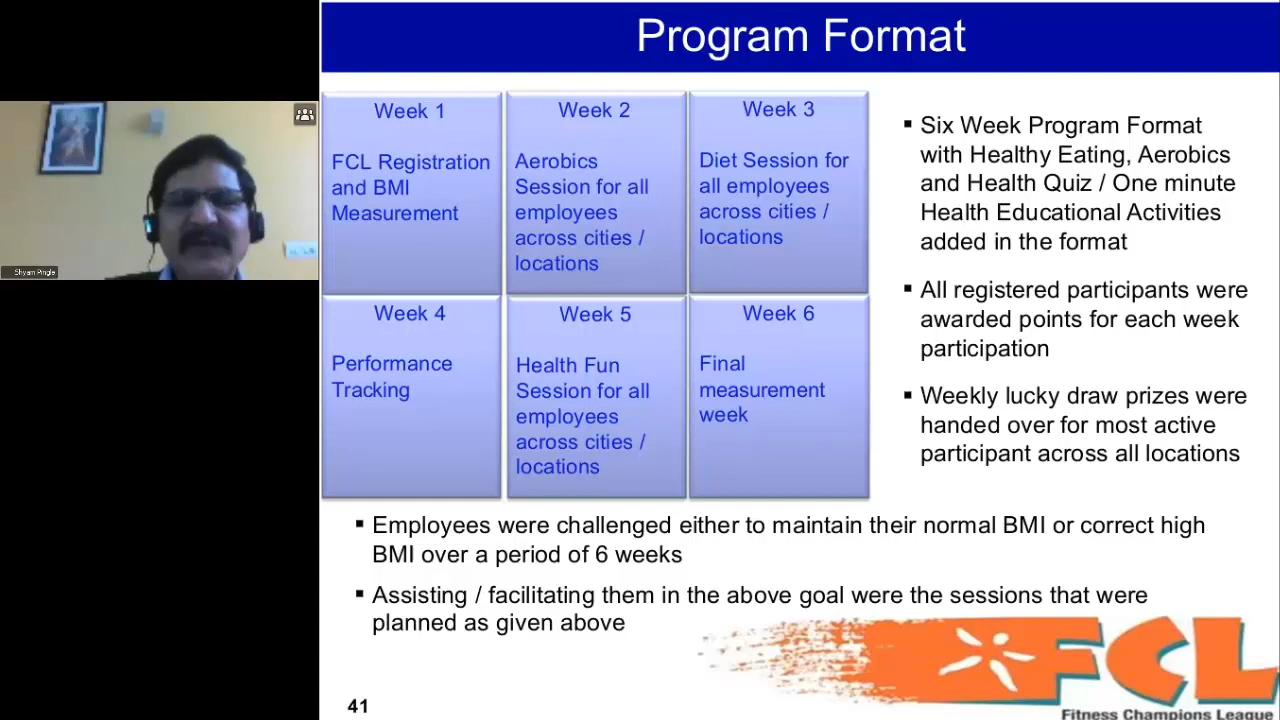 Program Format
Shyam Pingle
Week 1
FCL Registration
and BMI
Measurement
Week 2
Aerobics
Session for all
employees
across cities /
locations
Week 3
Diet Session for
all employees
across cities /
locations
Week 4
Performance
Tracking
Week 5
Health Fun
Session for all
employees
across cities /
locations
Week 6
Final
measurement
week
▪ Six Week Program Format
with Healthy Eating, Aerobics
and Health Quiz / One minute
Health Educational Activities
added in the format
▪ All registered participants were
awarded points for each week
participation
▪ Weekly lucky draw prizes were
handed over for most active
participant across all locations
▪ Employees were challenged either to maintain their normal BMI or correct high
BMI over a period of 6 weeks
▪ Assisting / facilitating them in the above goal were the sessions that were
planned as given above
FCL
Fitness Champions League
41